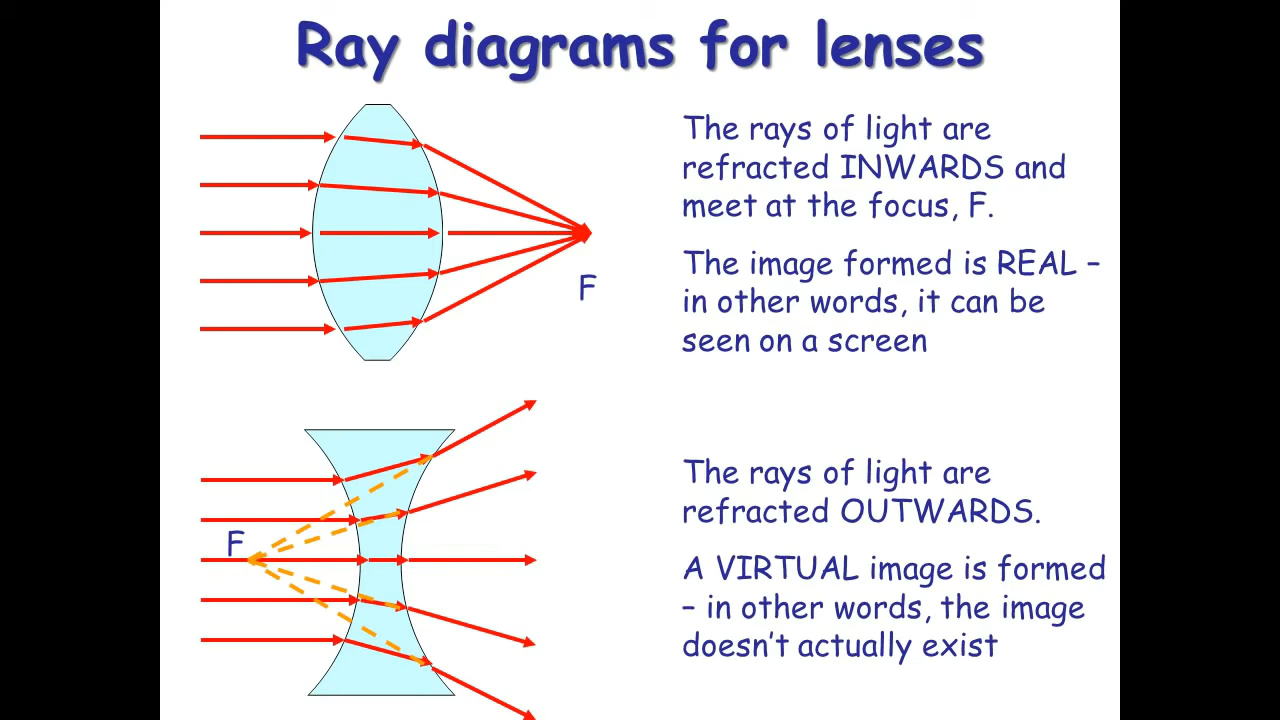 Ray diagrams for lenses
The rays of light are
refracted INWARDS and
meet at the focus, F.
The image formed is REAL –
in other words, it can be
seen on a screen
F
The rays of light are
refracted OUTWARDS.
A VIRTUAL image is formed
– in other words, the image
doesn't actually exist
F